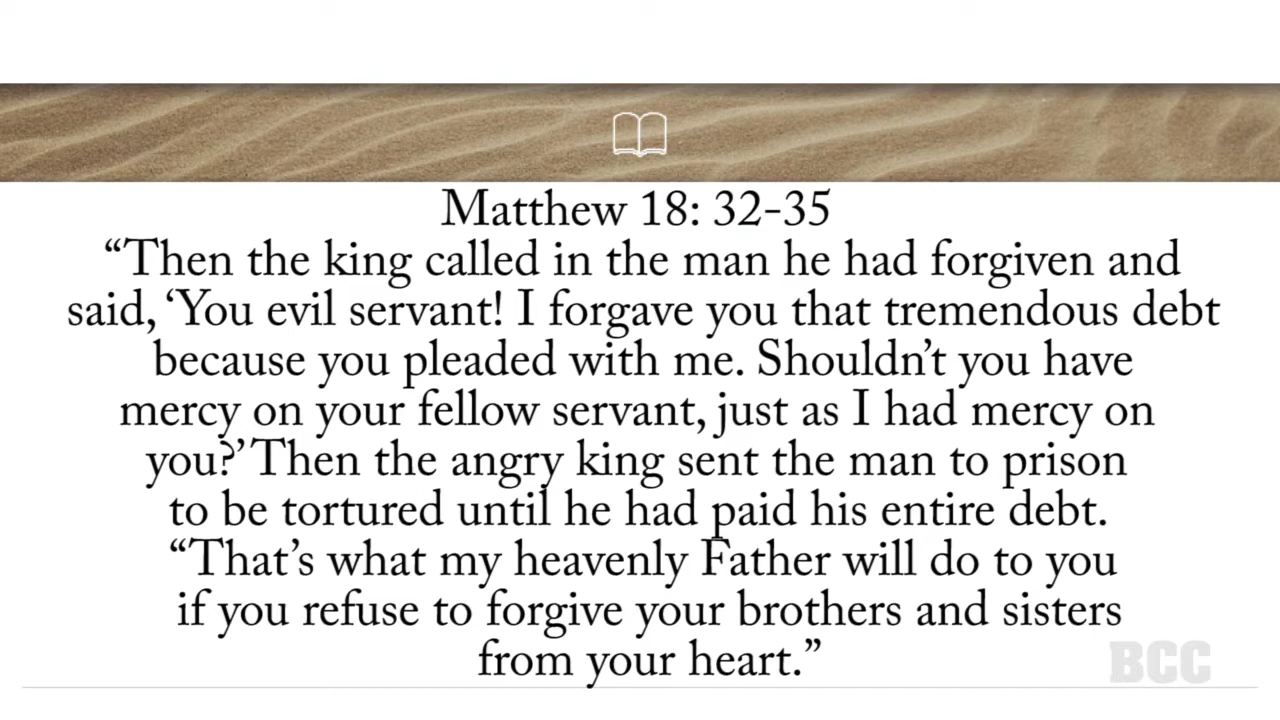 Matthew 18: 32-35
“Then the king called in the man he had forgiven and
said, ‘You evil servant! I forgave you that tremendous debt
because you pleaded with me. Shouldn’t you have
mercy on your fellow servant, just as I had mercy on
you?’ Then the angry king sent the man to prison
to be tortured until he had paid his entire debt.
“That’s what my heavenly Father will do to you
if you refuse to forgive your brothers and sisters
from your heart.”
BCC